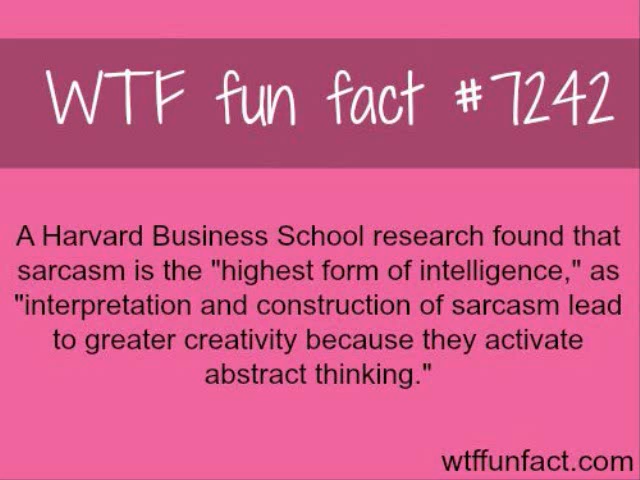 WTF fun fact #7242
A Harvard Business School research found that
sarcasm is the "highest form of intelligence," as
"interpretation and construction of sarcasm lead
to greater creativity because they activate
abstract thinking."
wtffunfact.com